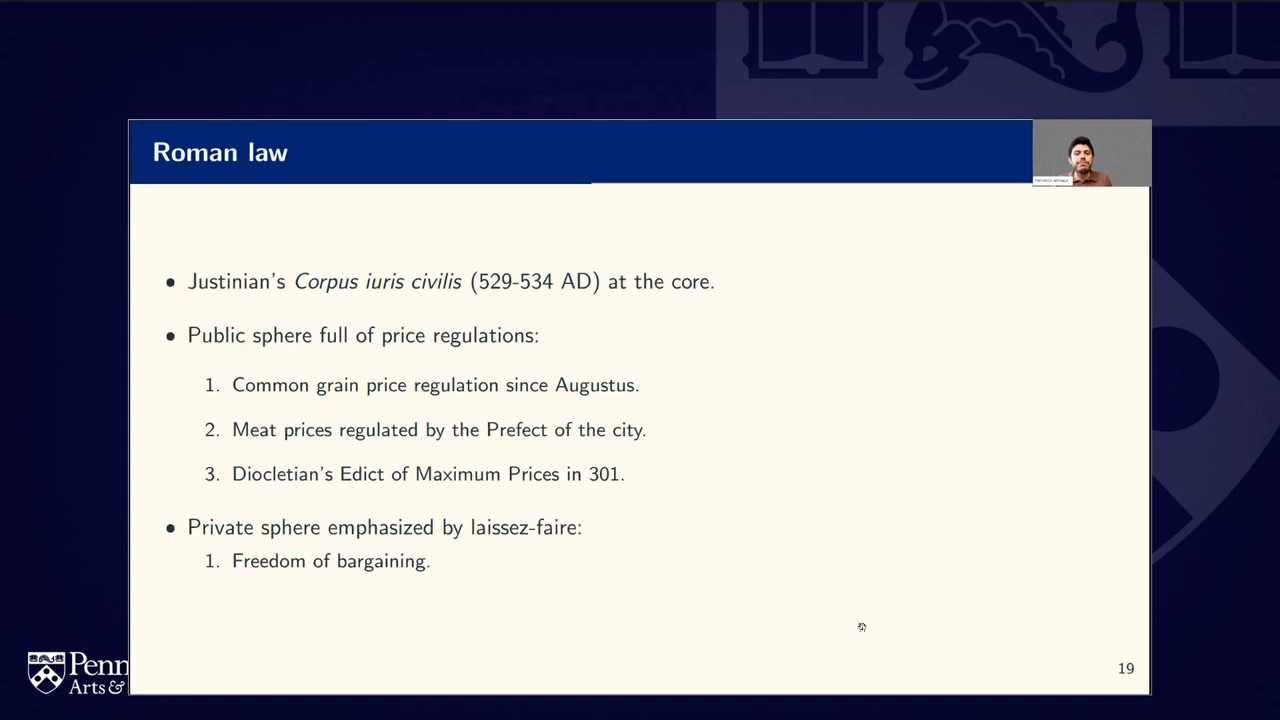 Roman law
• Justinian's Corpus iuris civilis (529-534 AD) at the core.
• Public sphere full of price regulations:
1. Common grain price regulation since Augustus.
2. Meat prices regulated by the Prefect of the city.
3. Diocletian's Edict of Maximum Prices in 301.
• Private sphere emphasized by laissez-faire:
1. Freedom of bargaining.
19
Penn
Arts &